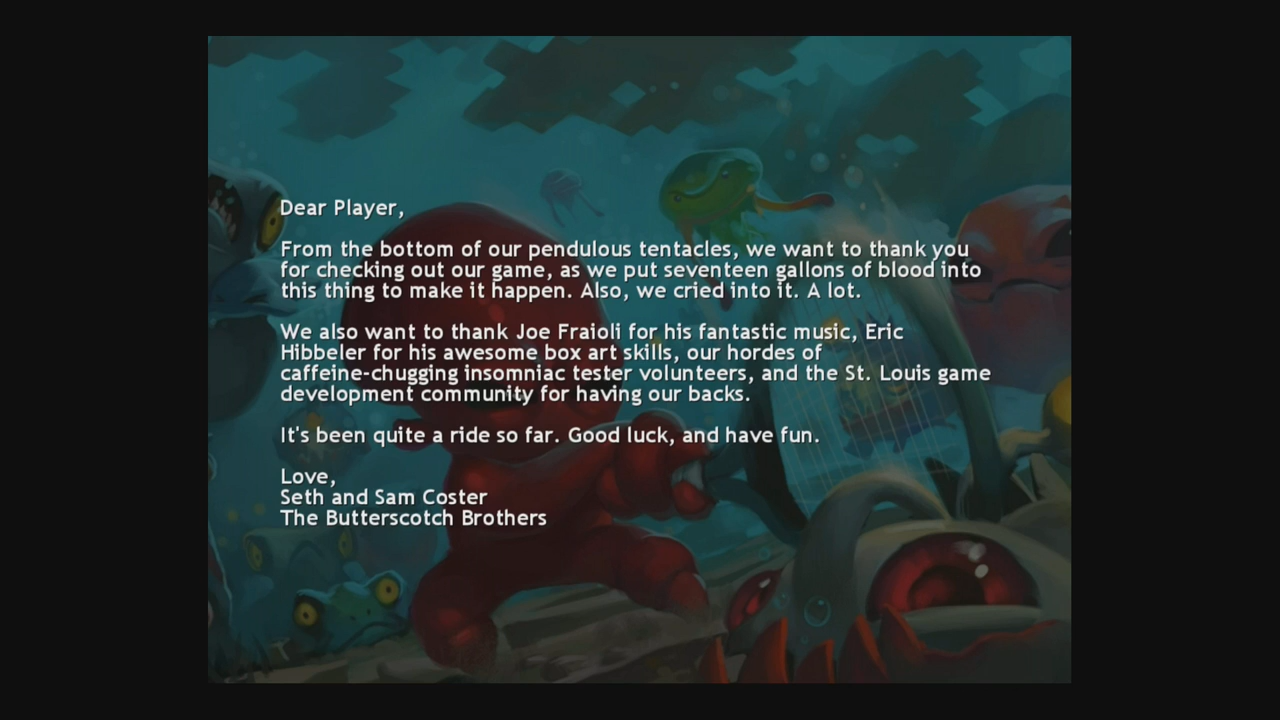 Dear Player,
From the bottom of our pendulous tentacles, we want to thank you
for checking out our game, as we put seventeen gallons of blood into
this thing to make it happen. Also, we cried into it. A lot.
We also want to thank Joe Fraioli for his fantastic music, Eric
Hibbeler for his awesome box art skills, our hordes of
caffeine-chugging insomniac tester volunteers, and the St. Louis game
development community for having our backs.
It's been quite a ride so far. Good luck, and have fun.
Love,
Seth and Sam Coster
The Butterscotch Brothers